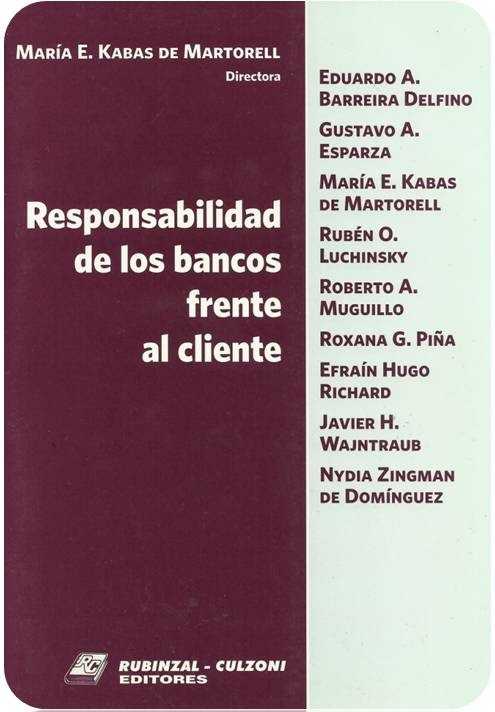 MARÍA E. KABAS DE MARTORELL
Directora
Responsabilidad
de los bancos
frente
al cliente
EDUARDO A.
BARREIRA DELFINO
GUSTAVO A.
ESPARZA
MARÍA E. KABAS
DE MARTORELL
RUBÉN O.
LUCHINSKY
ROBERTO A.
MUGUILLO
ROXANA G. PIÑA
EFRAÍN HUGO
RICHARD
JAVIER H.
WAJNTRAUB
NYDIA ZINGMAN
DE DOMÍNGUEZ
RC
RUBINZAL - CULZONI
EDITORES